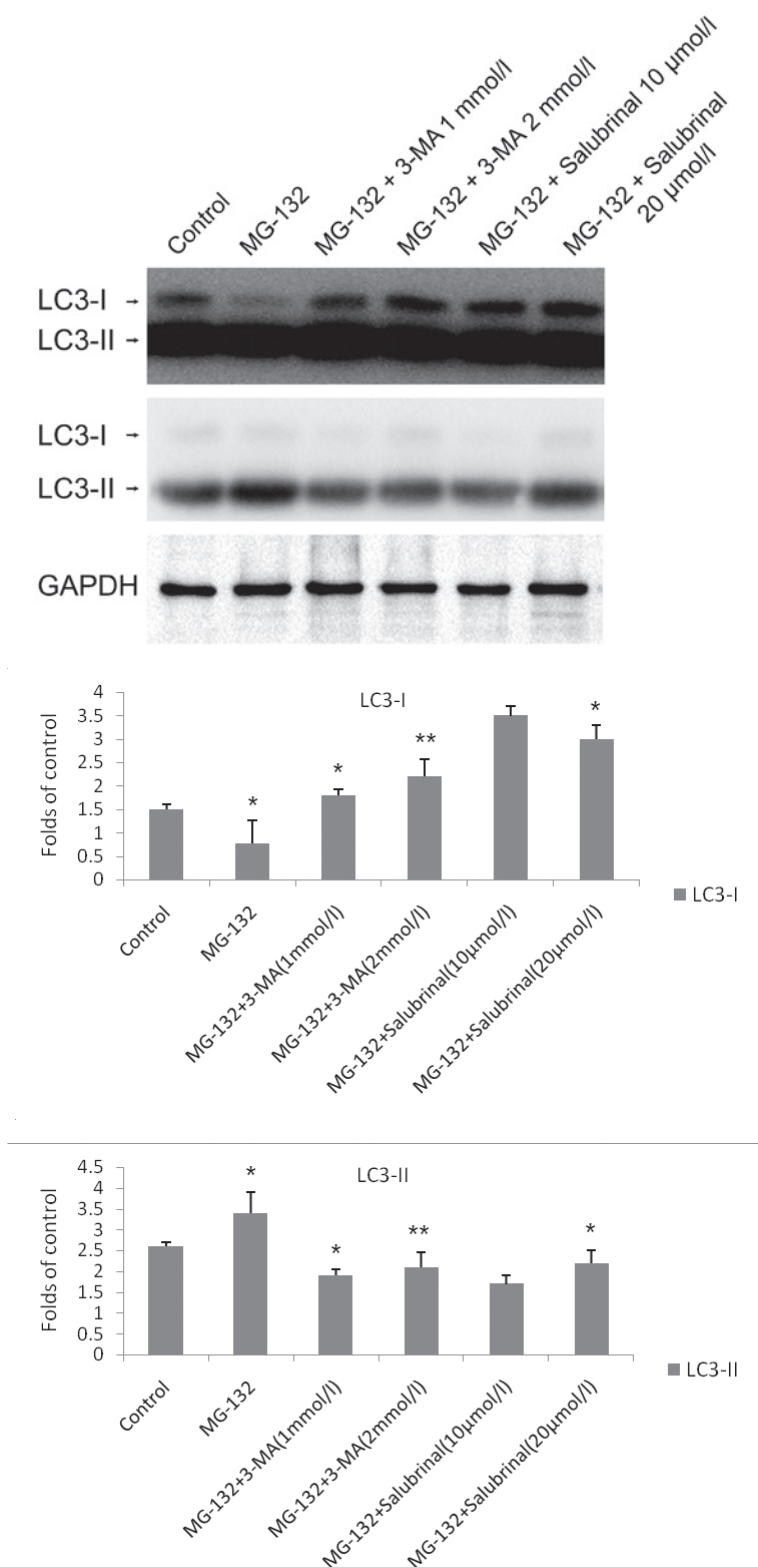 Control
MG-132
MG-132 + 3-MA 1 mmol/l
MG-132 + 3-MA 2 mmol/l
MG-132 + Salubrinal 10 µmol/l
MG-132 + Salubrinal
20 µmol/l
LC3-I →
LC3-II →
LC3-I →
LC3-II →
GAPDH
LC3-I
Folds of control
4
3.5
3
2.5
2
1.5
1
0.5
0
*
*
**
*
Control
MG-132
MG-132+3-MA(1mmol/l)
MG-132+3-MA(2mmol/l)
MG-132+Salubrinal(10µmol/l)
MG-132+Salubrinal(20µmol/l)
LC3-I
LC3-II
Folds of control
4.5
4
3.5
3
2.5
2
1.5
1
0.5
0
*
*
**
*
Control
MG-132
MG-132+3-MA(1mmol/l)
MG-132+3-MA(2mmol/l)
MG-132+Salubrinal(10µmol/l)
MG-132+Salubrinal(20µmol/l)
LC3-II